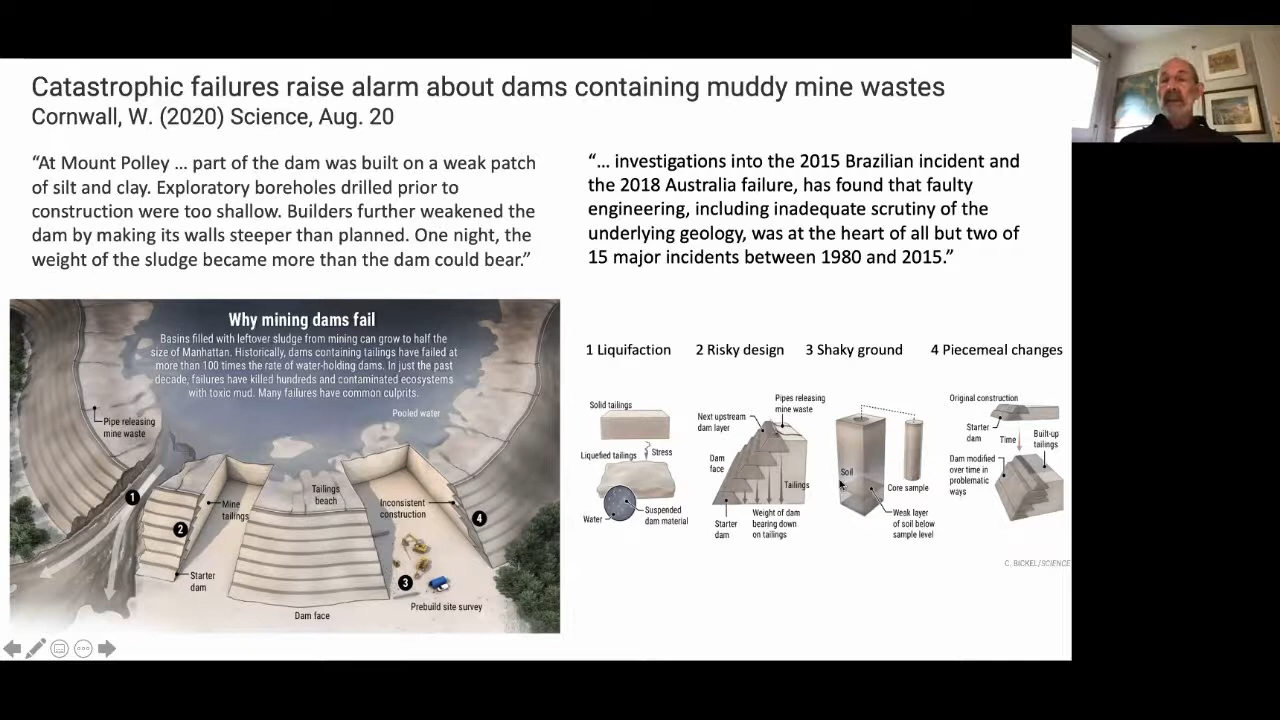 Catastrophic failures raise alarm about dams containing muddy mine wastes
Cornwall, W. (2020) Science, Aug. 20
“At Mount Polley ... part of the dam was built on a weak patch
of silt and clay. Exploratory boreholes drilled prior to
construction were too shallow. Builders further weakened the
dam by making its walls steeper than planned. One night, the
weight of the sludge became more than the dam could bear.”
“... investigations into the 2015 Brazilian incident and
the 2018 Australia failure, has found that faulty
engineering, including inadequate scrutiny of the
underlying geology, was at the heart of all but two of
15 major incidents between 1980 and 2015.”
Why mining dams fail
Basins filled with leftover sludge from mining can grow to half the
size of Manhattan. Historically, dams containing tailings have failed at
more than 100 times the rate of water-holding dams. In just the past
decade, failures have killed hundreds and contaminated ecosystems
with toxic mud. Many failures have common culprits.
Pooled water
Pipe releasing
mine waste
1
2
Mine
tailings
Tailings
beach
Inconsistent
construction
4
Starter
dam
3
Prebuild site survey
Dam face
1 Liquifaction
2 Risky design
3 Shaky ground
4 Piecemeal changes
Solid tailings
Stress
Liquefied tailings
Water
Suspended
dam material
Next upstream
dam layer
Pipes releasing
mine waste
Dam
face
Tailings
Starter
dam
Weight of dam
bearing down
on tailings
Soil
Core sample
Weak layer
of soil below
sample level
Original construction
Starter
dam
Time
Built-up
tailings
Dam modified
over time in
problematic
ways
C. BICKEL/SCIENCE